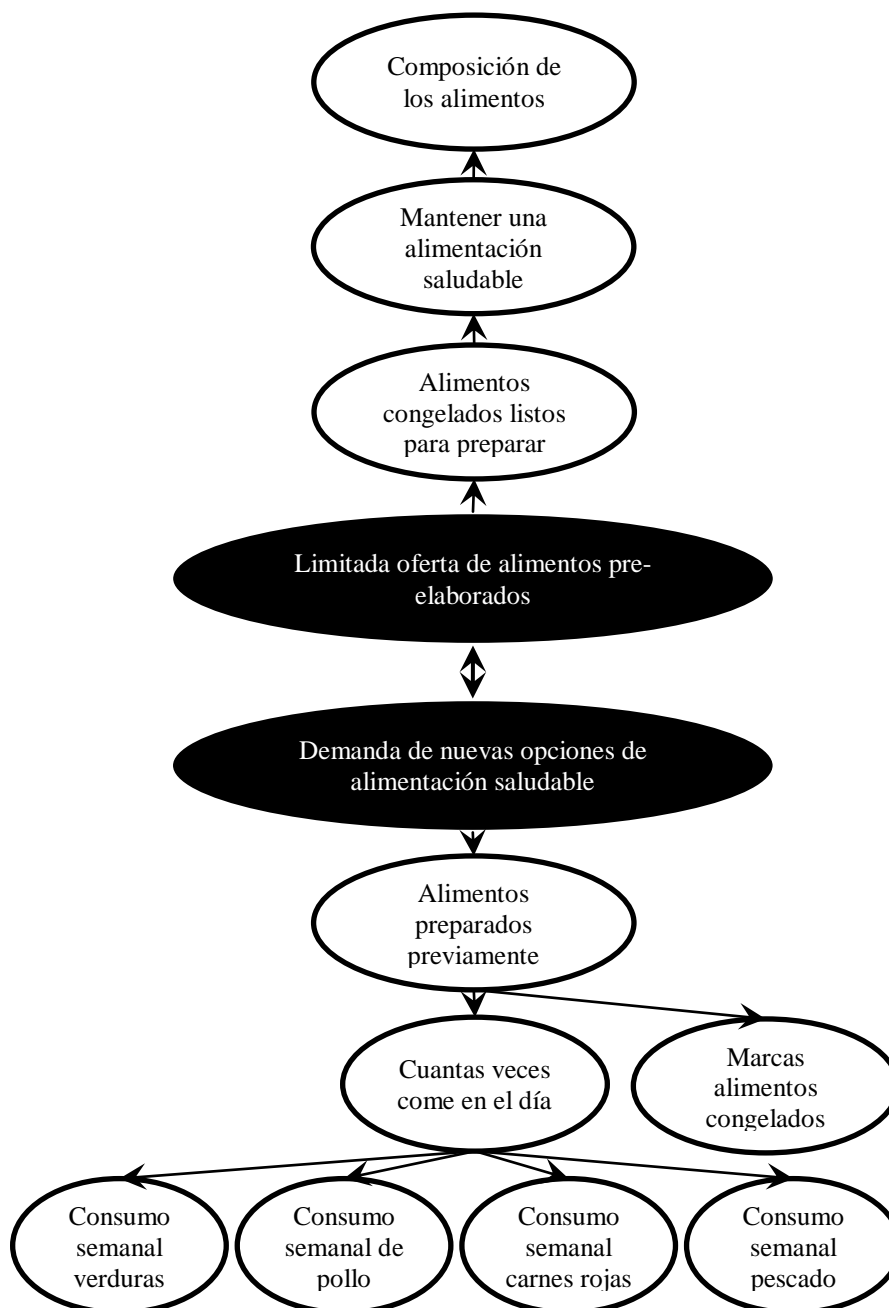 Composición de
los alimentos
Mantener una
alimentación
saludable
Alimentos
congelados listos
para preparar
Limitada oferta de alimentos pre-
elaborados
Demanda de nuevas opciones de
alimentación saludable
Alimentos
preparados
previamente
Cuantas veces
come en el día
Marcas
alimentos
congelados
Consumo
semanal
verduras
Consumo
semanal de
pollo
Consumo
semanal
carnes rojas
Consumo
semanal
pescado